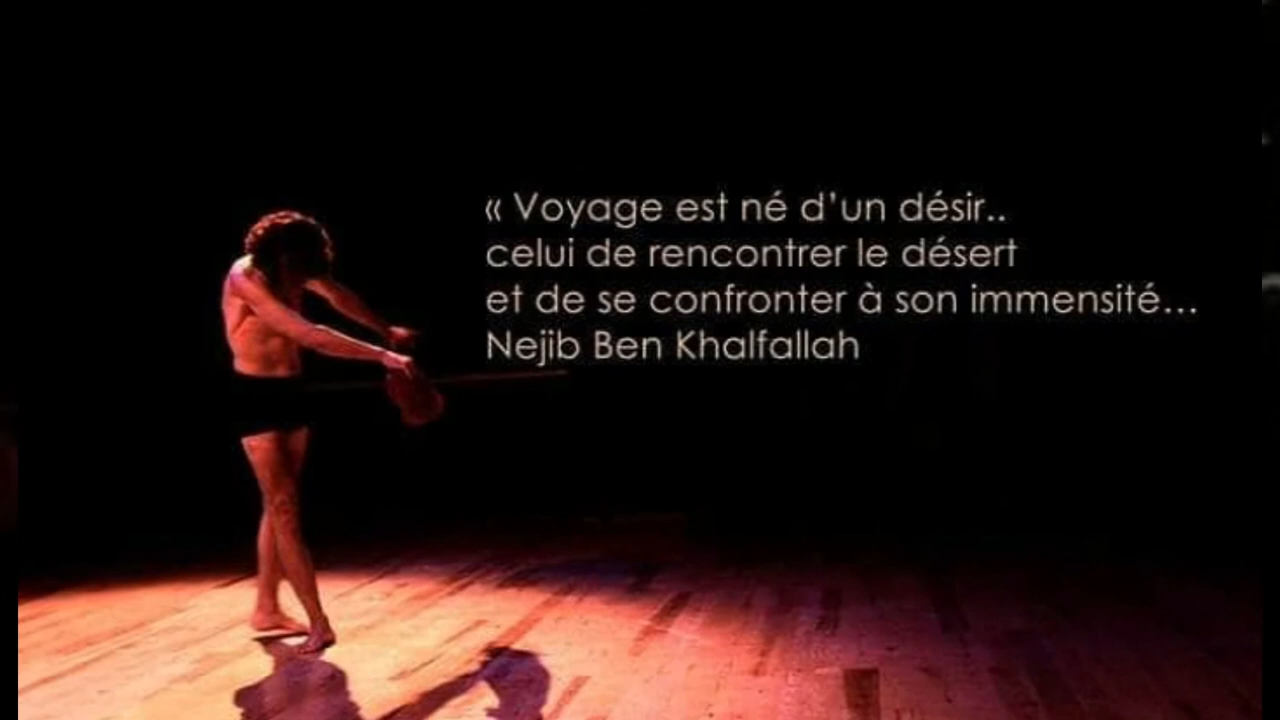 « Voyage est né d’un désir..
celui de rencontrer le désert
et de se confronter à son immensité...
Nejib Ben Khalfallah